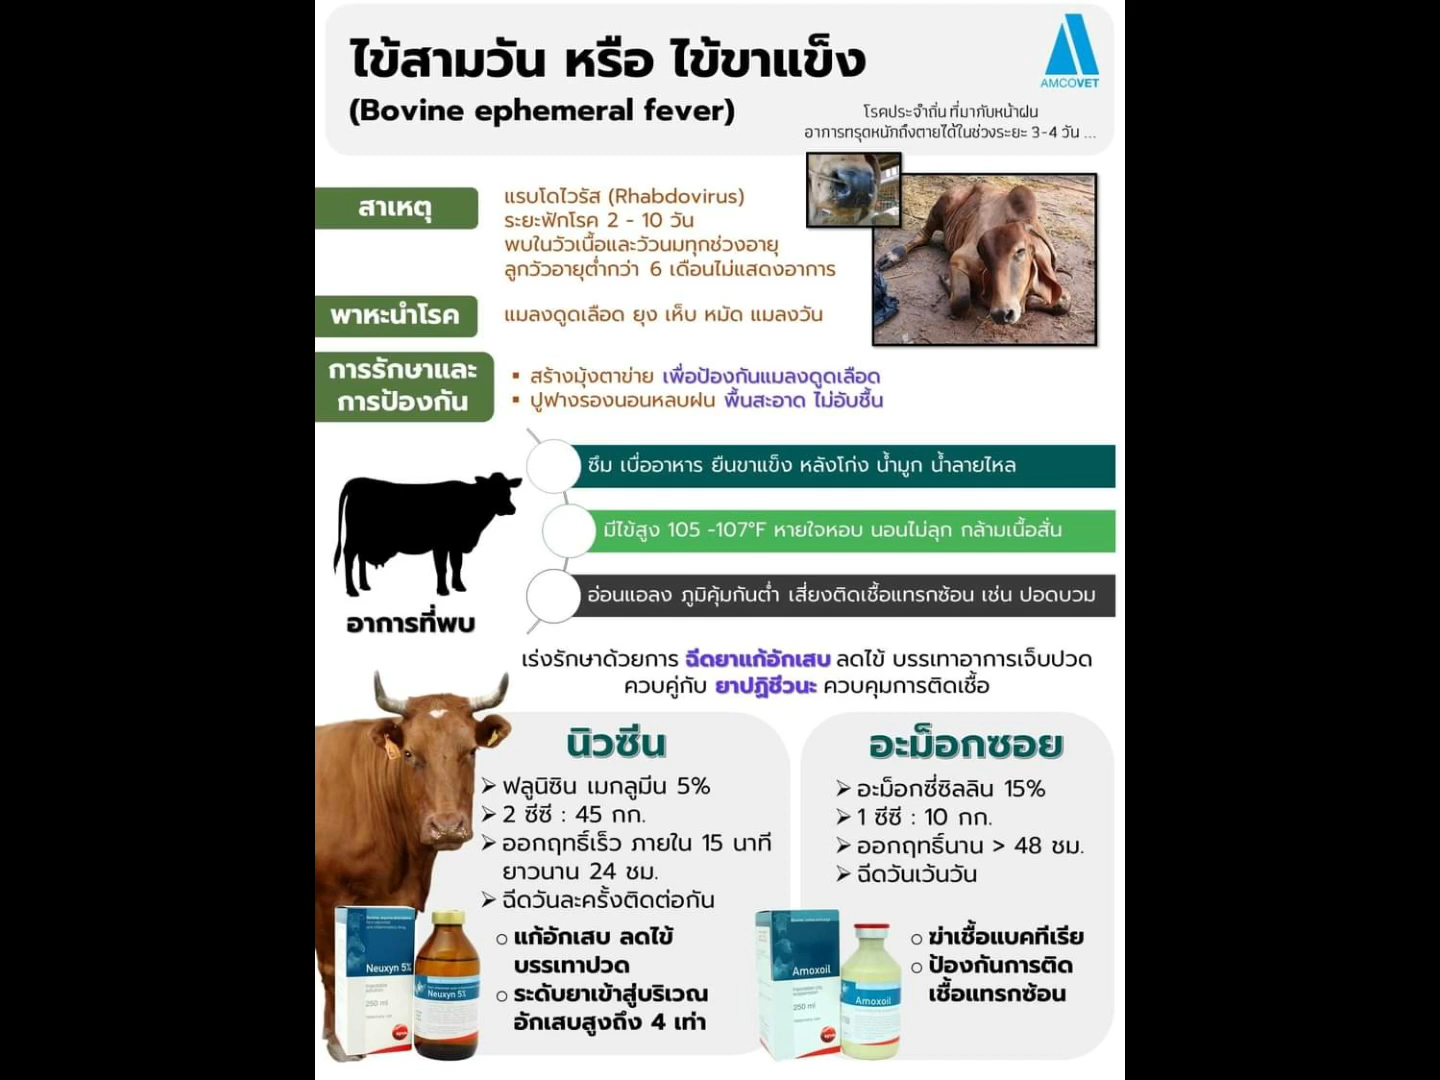 ไข้สามวัน หรือ ไข้ขาแข็ง
(Bovine ephemeral fever)
AMCOVET
โรคประจำถิ่น ที่มากับหน้าฝน
อาการทรุดหนักถึงตายได้ในช่วงระยะ 3-4 วัน ...
สาเหตุ
แรบโดไวรัส (Rhabdovirus)
ระยะฟักโรค 2 - 10 วัน
พบในวัวเนื้อและวัวนมทุกช่วงอายุ
ลูกวัวอายุต่ำกว่า 6 เดือนไม่แสดงอาการ
พาหะนำโรค
แมลงดูดเลือด ยุง เห็บ หมัด แมลงวัน
การรักษาและ
การป้องกัน
▪ สร้างมุ้งตาข่าย เพื่อป้องกันแมลงดูดเลือด
▪ ปูฟางรองนอนหลบฝน พื้นสะอาด ไม่อับชื้น
ซึม เบื่ออาหาร ยืนขาแข็ง หลังโก่ง น้ำมูก น้ำลายไหล
มีไข้สูง 105 -107°F หายใจหอบ นอนไม่ลุก กล้ามเนื้อสั่น
อ่อนแอลง ภูมิคุ้มกันต่ำ เสี่ยงติดเชื้อแทรกซ้อน เช่น ปอดบวม
อาการที่พบ
เร่งรักษาด้วยการ ฉีดยาแก้อักเสบ ลดไข้ บรรเทาอาการเจ็บปวด
ควบคู่กับ ยาปฏิชีวนะ ควบคุมการติดเชื้อ
นิวซีน
➢ ฟลูนิซิน เมกลูมีน 5%
➢ 2 ซีซี : 45 กก.
➢ ออกฤทธิ์เร็ว ภายใน 15 นาที
ยาวนาน 24 ชม.
➢ ฉีดวันละครั้งติดต่อกัน
○ แก้อักเสบ ลดไข้
บรรเทาปวด
○ ระดับยาเข้าสู่บริเวณ
อักเสบสูงถึง 4 เท่า
Neuxyn 5%
250 ml
Neuxyn 5%
อะม็อกซอย
➢ อะม็อกซี่ซิลลิน 15%
➢ 1 ซีซี : 10 กก.
➢ ออกฤทธิ์นาน > 48 ชม.
➢ ฉีดวันเว้นวัน
○ ฆ่าเชื้อแบคทีเรีย
○ ป้องกันการติด
เชื้อแทรกซ้อน
Amoxoil
250 ml
Amoxoil